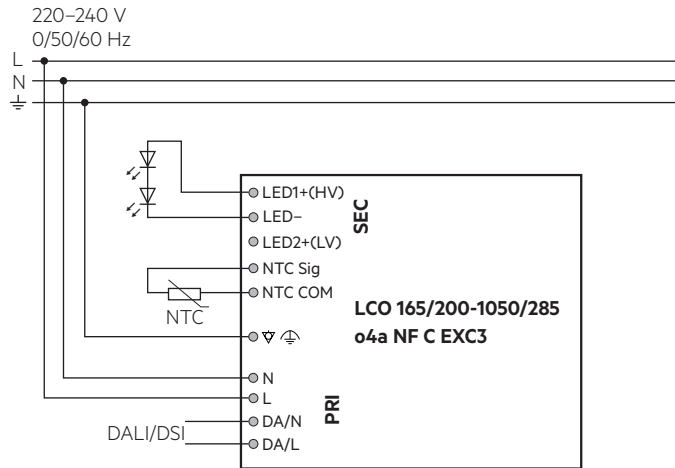 220–240 V
0/50/60 Hz
L
N
LED1+(HV)
LED–
LED2+(LV)
SEC
NTC Sig
NTC COM
NTC
LCO 165/200-1050/285
o4a NF C EXC3
N
L
PRI
DA/N
DALI/DSI
DA/L